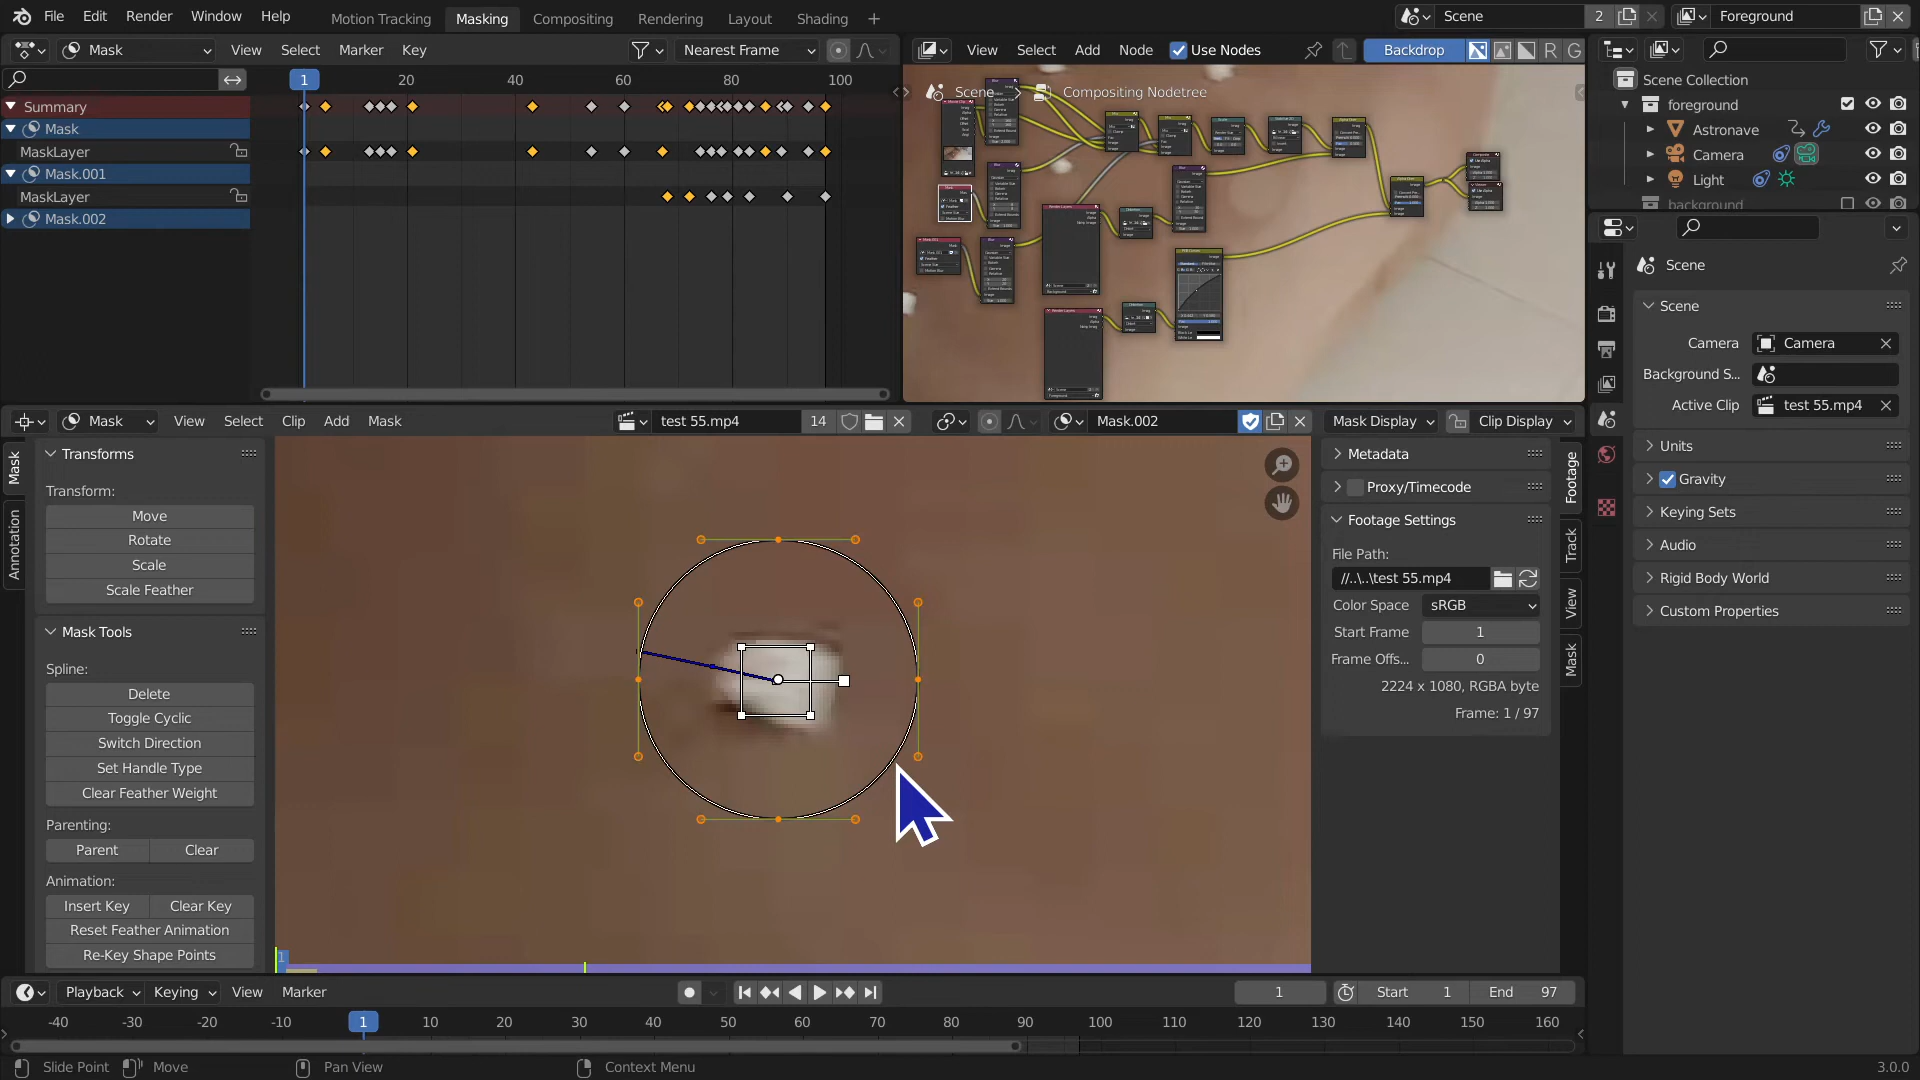 File Edit Render Window Help Motion Tracking Masking Compositing Rendering Layout Shading + Scene 2 Foreground
Mask View Select Marker Key Nearest Frame View Select Add Node Use Nodes Backdrop R G
1 20 40 60 80 100
Summary
Mask
MaskLayer
Mask.001
MaskLayer
Mask.002
Scene Compositing Nodetree
Scene Collection
foreground
Astronave
Camera
Light
background
Scene
Scene
Camera Camera
Background S...
Active Clip test 55.mp4
Units
Gravity
Keying Sets
Audio
Rigid Body World
Custom Properties
Mask View Select Clip Add Mask test 55.mp4 14 Mask.002 Mask Display Clip Display
Mask
Annotation
Transforms
Transform:
Move
Rotate
Scale
Scale Feather
Mask Tools
Spline:
Delete
Toggle Cyclic
Switch Direction
Set Handle Type
Clear Feather Weight
Parenting:
Parent Clear
Animation:
Insert Key Clear Key
Reset Feather Animation
Re-Key Shape Points
1
Metadata
Proxy/Timecode
Footage Settings
File Path:
//..\..\test 55.mp4
Color Space sRGB
Start Frame 1
Frame Offs... 0
2224 x 1080, RGBA byte
Frame: 1 / 97
Footage
Track
View
Mask
Playback Keying View Marker 1 Start 1 End 97
-40 -30 -20 -10 1 10 20 30 40 50 60 70 80 90 100 110 120 130 140 150 160
Slide Point Move Pan View Context Menu 3.0.0